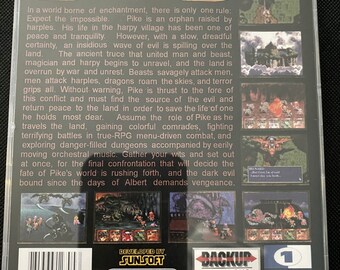 In a world borne of enchantment, there is only one rule:
Expect the impossible. Pike is an orphan rasied by
harples. His life in the harpy village has been one of
peace and tranquility. However, with a slow, dreadful
certainty, an insidious wave of evil is spilling over the
land. The ancient truce that united man and beast,
magician and harpy begins to unravel, and the land is
overrun by war and unrest. Beasts savagely attack men,
men attack harples, dragons roam the skies, and terror
grips all. Without warning, Pike is thrust to the fore of
this conflict and must find the source of the evil and
return peace to the land in order to save the life of one
he holds most dear. Assume the role of Pike as he
travels the land, gaining colorful comrades, fighting
terrifying battles in true-RPG menu-driven combat, and
exploring danger-filled dungeons accompanied by eerily
moving orchestral music. Gather your wits and set out
at once, for the final confrontation that will decide the
fate of Pike's world is rushing forth, and the dark evil
bound since the days of Albert demands vengeance.
DEVELOPED BY
SUNSOFT
BACKUP
1